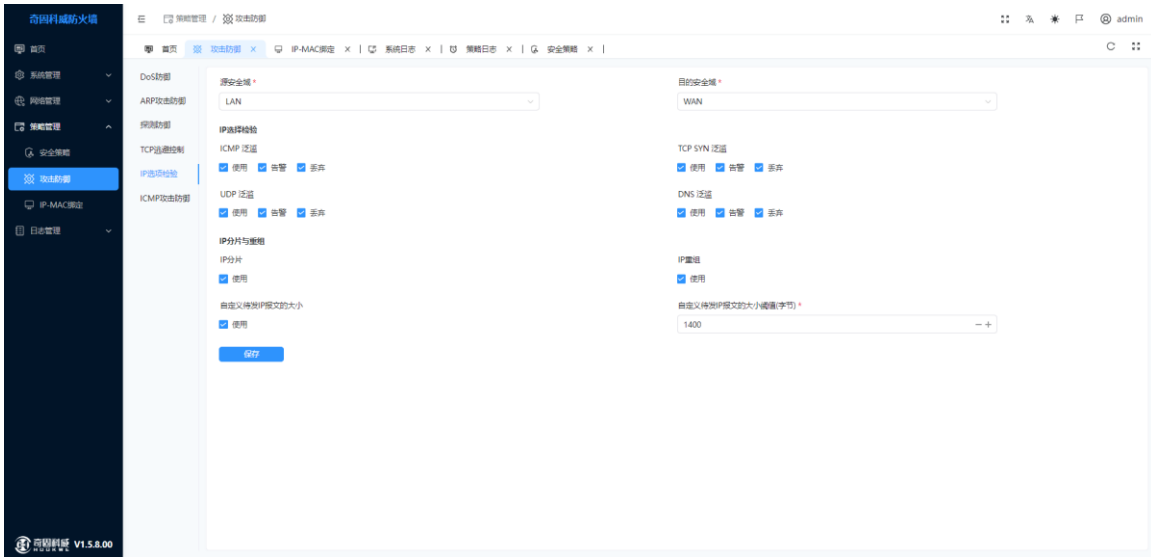 奇固科威防火墙
策略管理 / 攻击防御
admin
首页
攻击防御 × IP-MAC绑定 × | 系统日志 × | 策略日志 × | 安全策略 × |
首页
系统管理
网络管理
策略管理
安全策略
攻击防御
IP-MAC绑定
日志管理
DoS防御
ARP攻击防御
探测防御
TCP逃避控制
IP选项检验
ICMP攻击防御
源安全域 *
目的安全域 *
LAN
WAN
IP选择检验
ICMP 泛滥
TCP SYN 泛滥
使用 告警 丢弃
使用 告警 丢弃
UDP 泛滥
DNS 泛滥
使用 告警 丢弃
使用 告警 丢弃
IP分片与重组
IP分片
IP重组
使用
使用
自定义待发IP报文的大小
自定义待发IP报文的大小阈值(字节) *
使用
1400
保存
奇固科威 V1.5.8.00